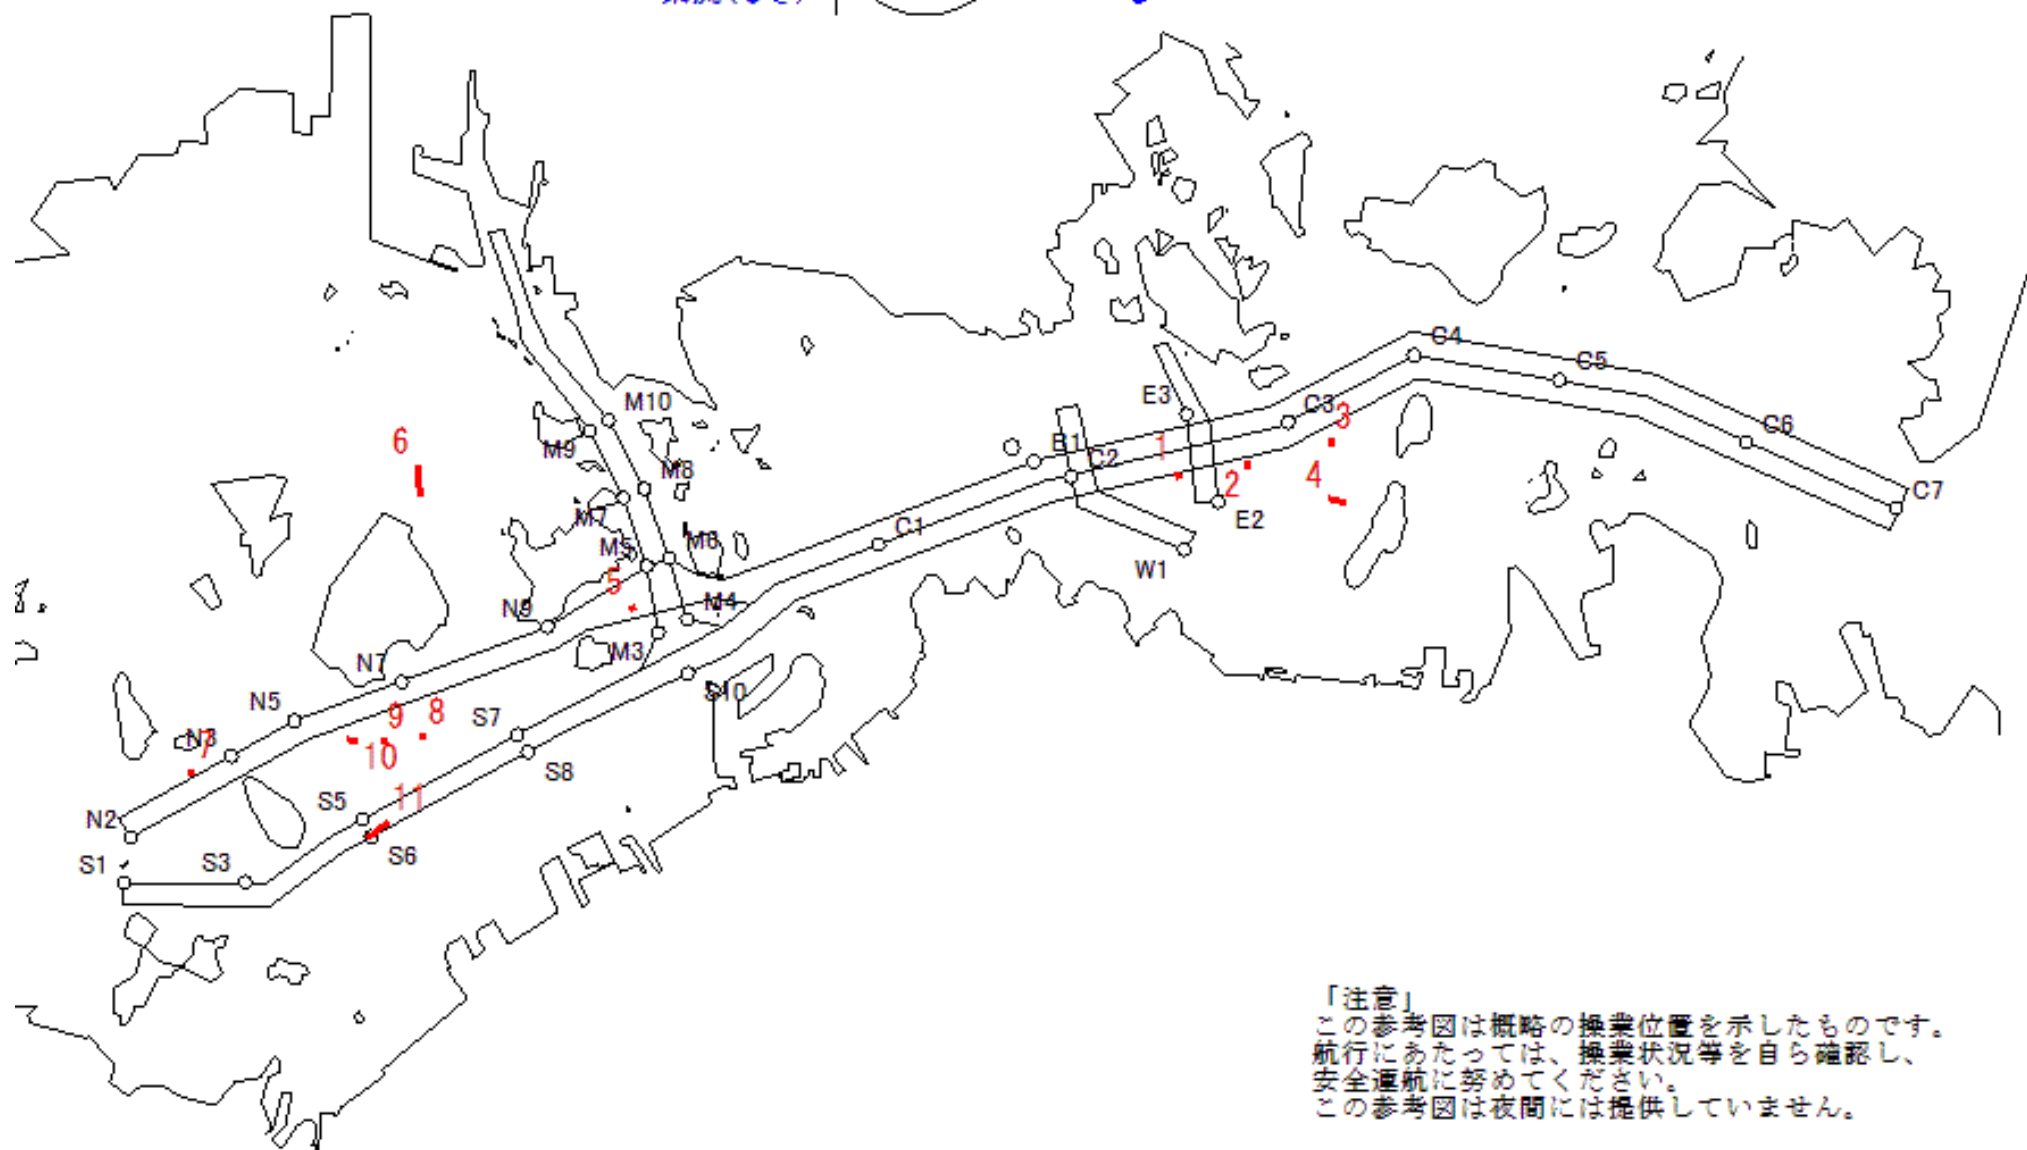 C4
C5
M10
E3
C3
3
6
M9
B1
1
C6
M8
C2
2
4
C7
M7
E2
C1
M5
M6
W1
5
N9
M4
M3
N7
S10
N5
9
8
S7
N3
7
10
S8
S5
11
N2
S6
S1
S3
「注意」
この参考図は概略の操業位置を示したものです。
航行にあたっては、操業状況等を自ら確認し、
安全運航に努めてください。
この参考図は夜間には提供していません。